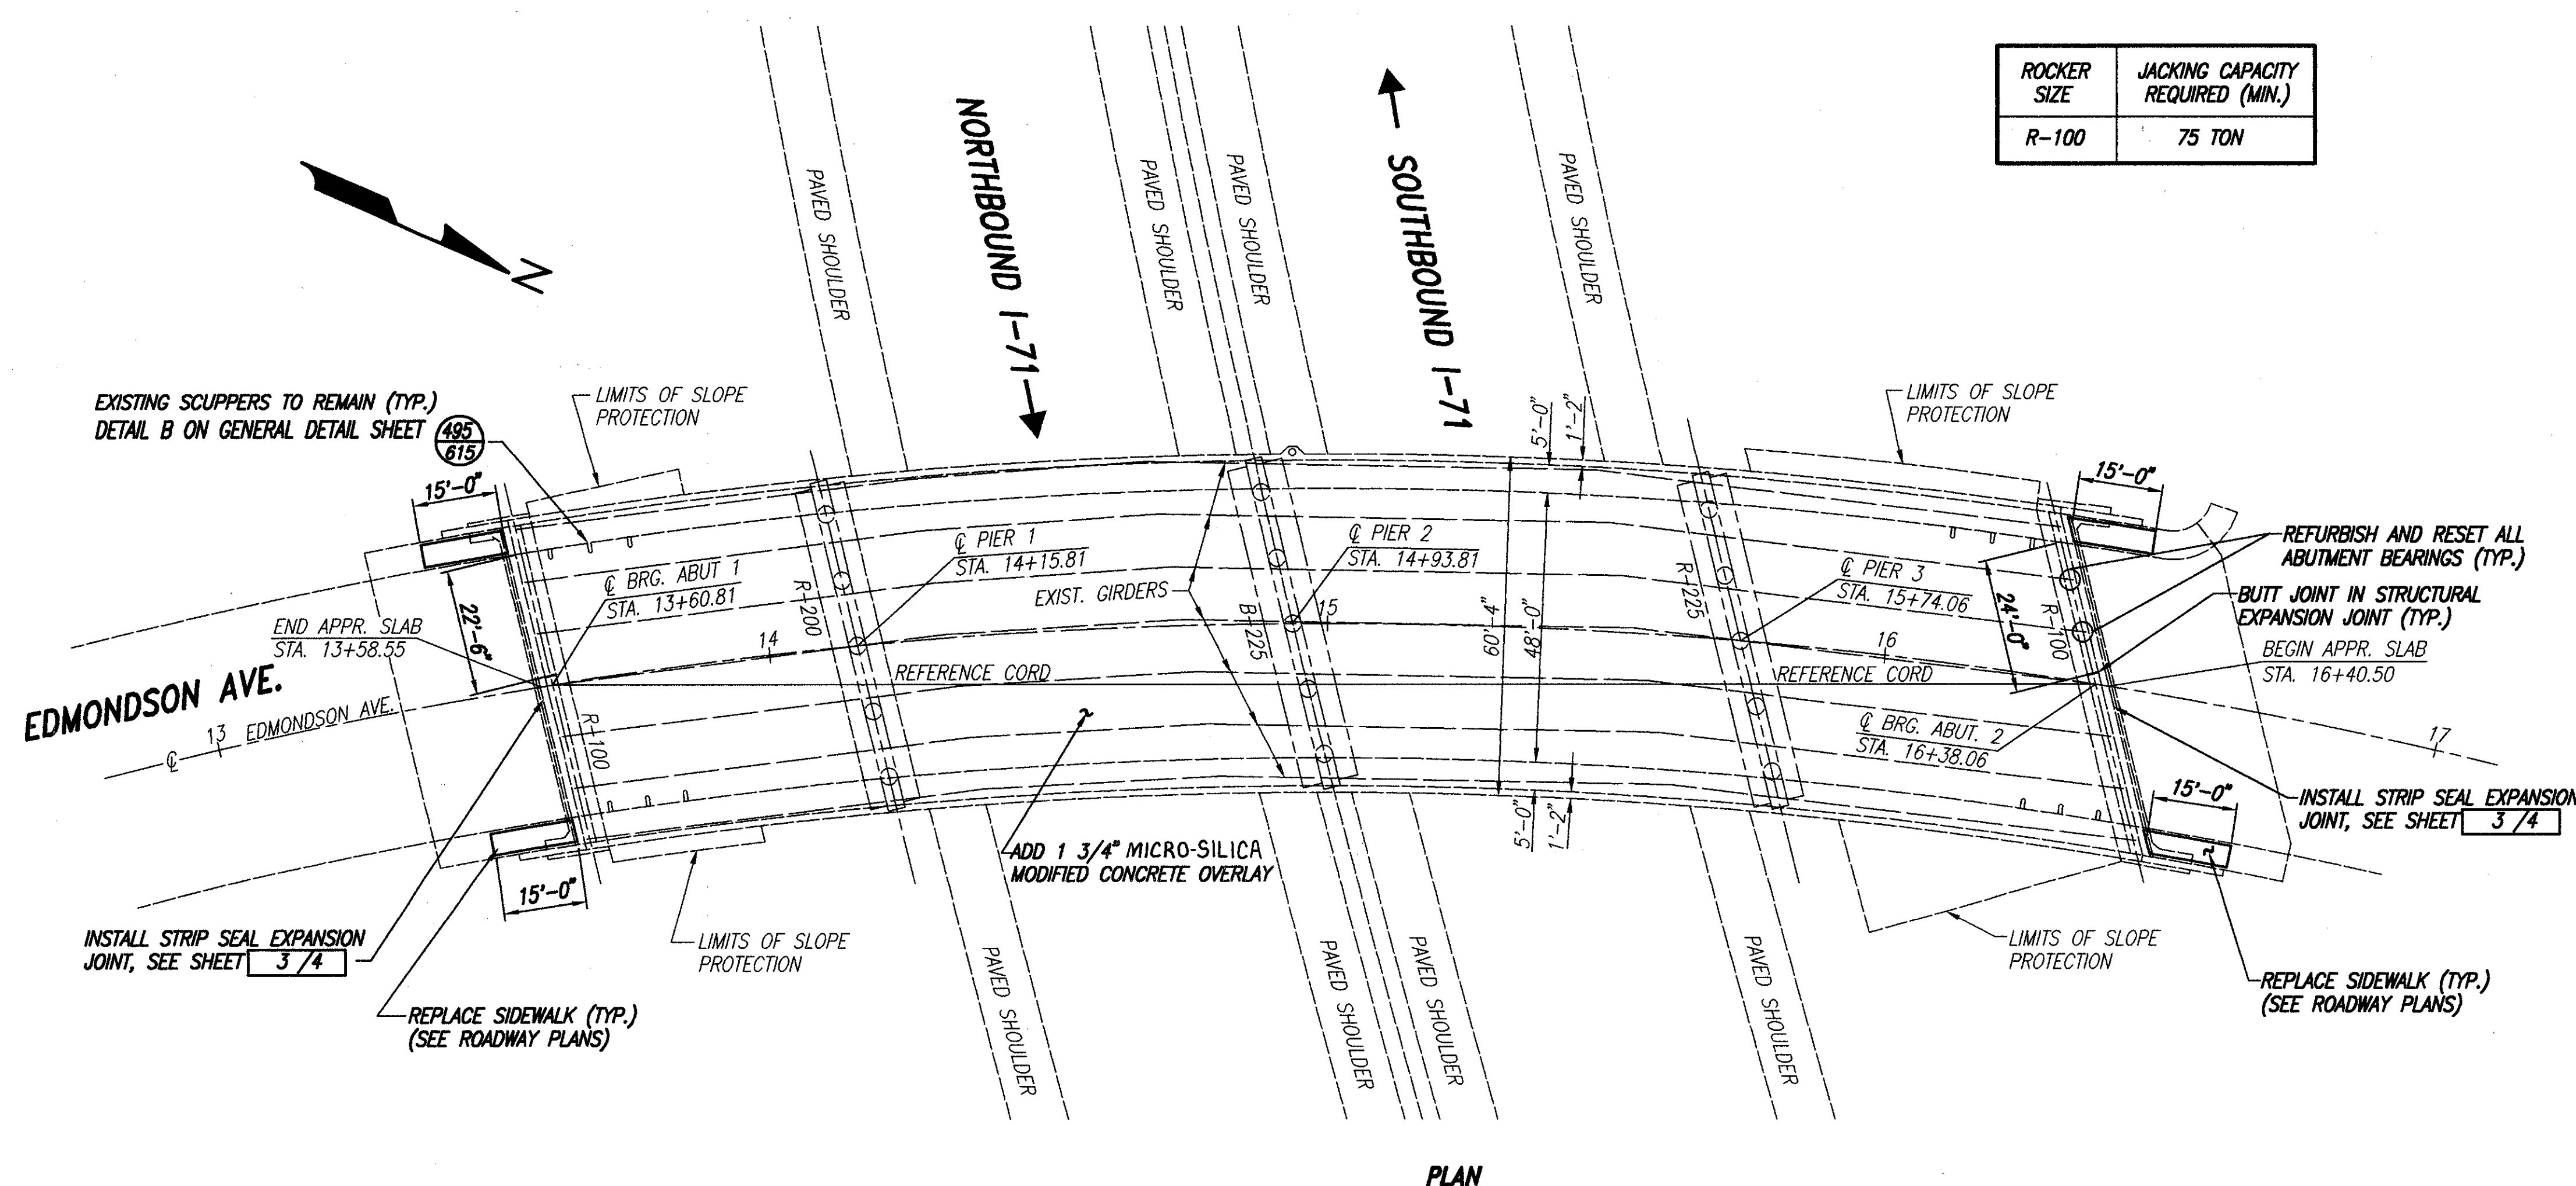 ROCKER SIZE
JACKING CAPACITY REQUIRED (MIN.)
R-100
75 TON
N
NORTHBOUND I-71
SOUTHBOUND I-71
PAVED SHOULDER
PAVED SHOULDER
PAVED SHOULDER
PAVED SHOULDER
EXISTING SCUPPERS TO REMAIN (TYP.)
DETAIL B ON GENERAL DETAIL SHEET
495
615
LIMITS OF SLOPE
PROTECTION
LIMITS OF SLOPE
PROTECTION
15'-0"
5'-0"
1'-2"
15'-0"
22'-6"
℄ BRG. ABUT 1
STA. 13+60.81
R-200
℄ PIER 1
STA. 14+15.81
EXIST. GIRDERS
B-225
℄ PIER 2
STA. 14+93.81
R-225
℄ PIER 3
STA. 15+74.06
R-100
24'-0"
REFURBISH AND RESET ALL
ABUTMENT BEARINGS (TYP.)
BUTT JOINT IN STRUCTURAL
EXPANSION JOINT (TYP.)
END APPR. SLAB
STA. 13+58.55
BEGIN APPR. SLAB
STA. 16+40.50
14
15
16
60'-4"
48'-0"
REFERENCE CORD
REFERENCE CORD
EDMONDSON AVE.
℄
13
EDMONDSON AVE.
R-100
℄ BRG. ABUT. 2
STA. 16+38.06
17
INSTALL STRIP SEAL EXPANSION
JOINT, SEE SHEET 3 /4
15'-0"
5'-0"
1'-2"
ADD 1 3/4" MICRO-SILICA
MODIFIED CONCRETE OVERLAY
15'-0"
INSTALL STRIP SEAL EXPANSION
JOINT, SEE SHEET 3 /4
LIMITS OF SLOPE
PROTECTION
LIMITS OF SLOPE
PROTECTION
REPLACE SIDEWALK (TYP.)
(SEE ROADWAY PLANS)
REPLACE SIDEWALK (TYP.)
(SEE ROADWAY PLANS)
PAVED SHOULDER
PAVED SHOULDER
PAVED SHOULDER
PAVED SHOULDER
PLAN